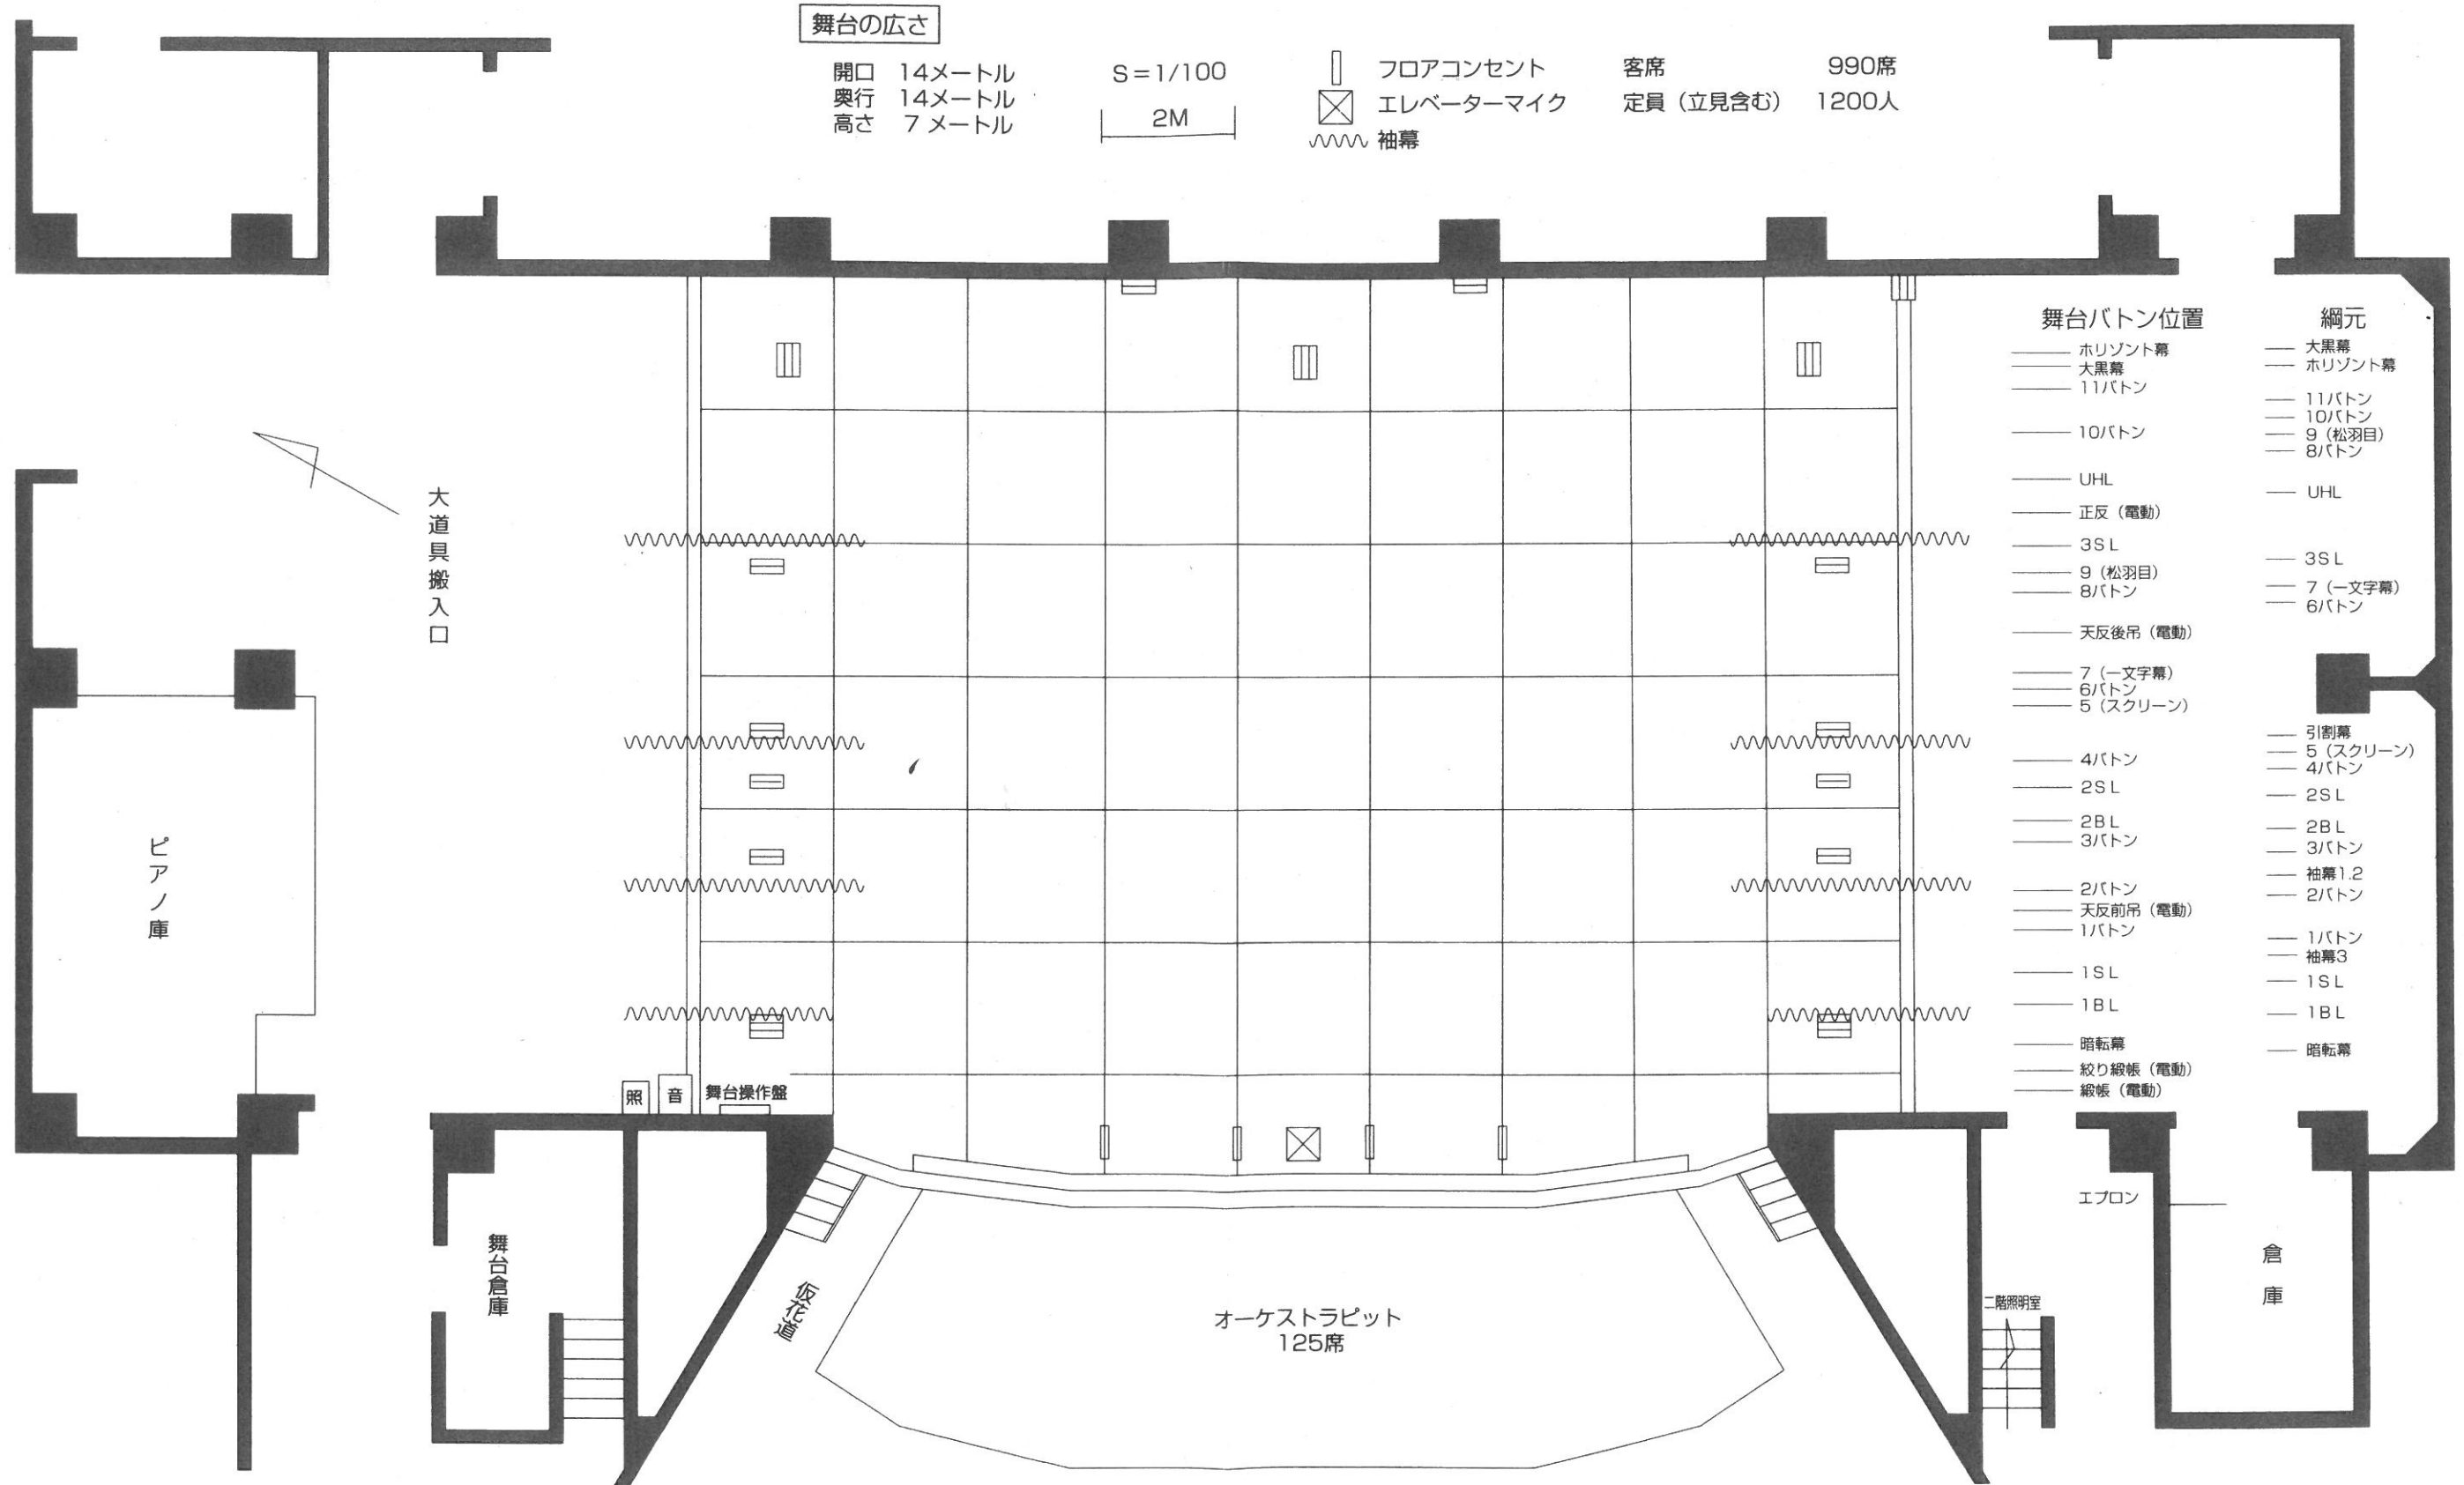 舞台の広さ
開口 14メートル
奥行 14メートル
高さ 7メートル
S=1/100
2M
フロアコンセント
エレベーターマイク
袖幕
客席 990席
定員（立見含む） 1200人
大道具搬入口
ピアノ庫
舞台バトン位置
ホリゾント幕
大黒幕
11バトン
10バトン
UHL
正反（電動）
3SL
9（松羽目）
8バトン
天反後吊（電動）
7（一文字幕）
6バトン
5（スクリーン）
4バトン
2SL
2BL
3バトン
2バトン
天反前吊（電動）
1バトン
1SL
1BL
暗転幕
絞り緞帳（電動）
緞帳（電動）
綱元
大黒幕
ホリゾント幕
11バトン
10バトン
9（松羽目）
8バトン
UHL
3SL
7（一文字幕）
6バトン
引割幕
5（スクリーン）
4バトン
2SL
2BL
3バトン
袖幕1.2
2バトン
1バトン
袖幕3
1SL
1BL
暗転幕
照
音
舞台操作盤
舞台倉庫
仮花道
オーケストラピット
125席
エプロン
二階照明室
倉庫